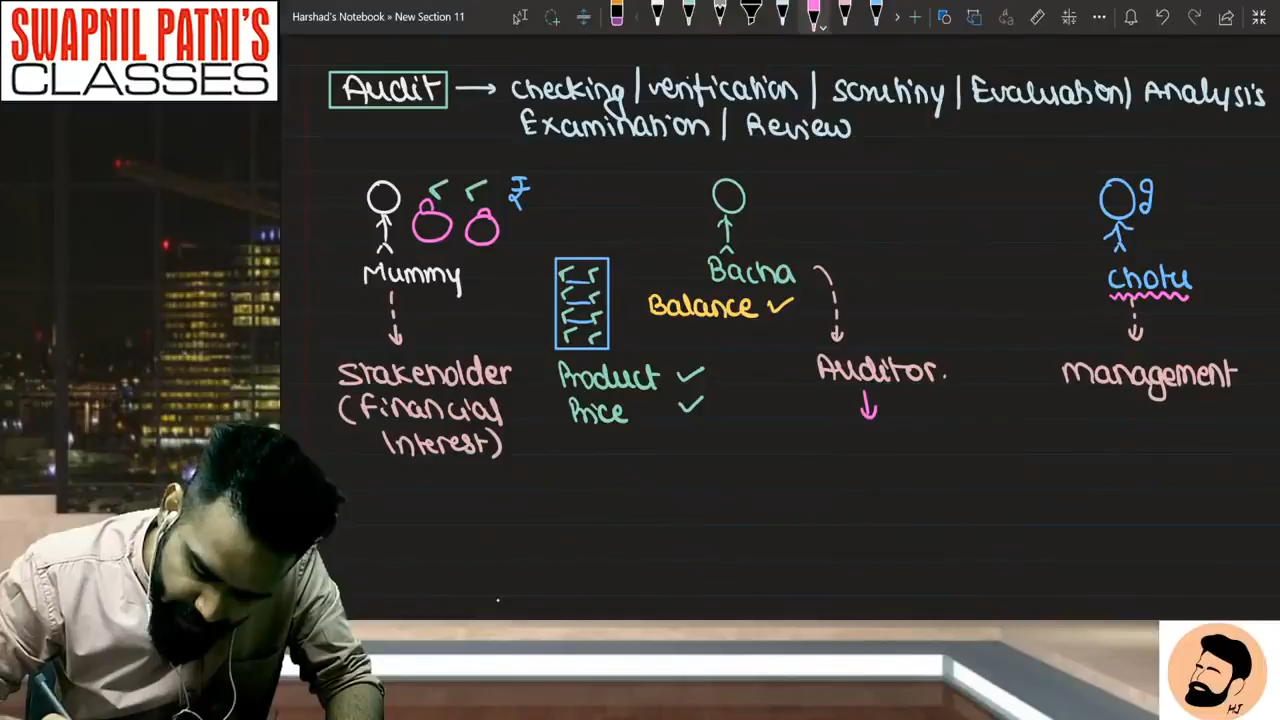 SWAPNIL PATNI'S
CLASSES
Harshad's Notebook » New Section 11
Audit → checking | verification | scrutiny | Evaluation | Analysis
Examination | Review
₹
Mummy
Bacha
chotu
Balance ✓
Stakeholder
(Financial
Interest)
Product ✓
Price ✓
Auditor.
management
HJ